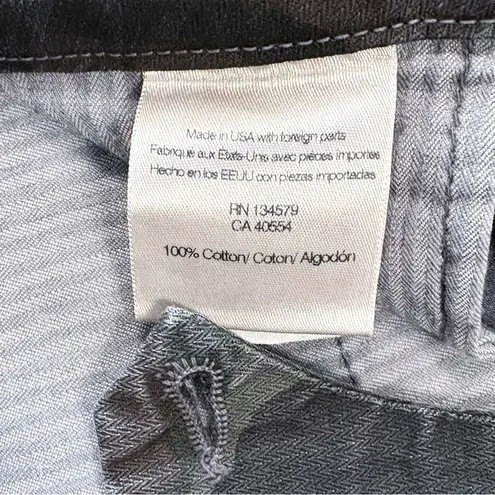 Made in USA with foreign parts
Fabriqué aux États-Unis avec pièces importés
Hecho en los EEUU con piezas importadas
RN 134579
CA 40554
100% Cotton/ Coton/ Algodón